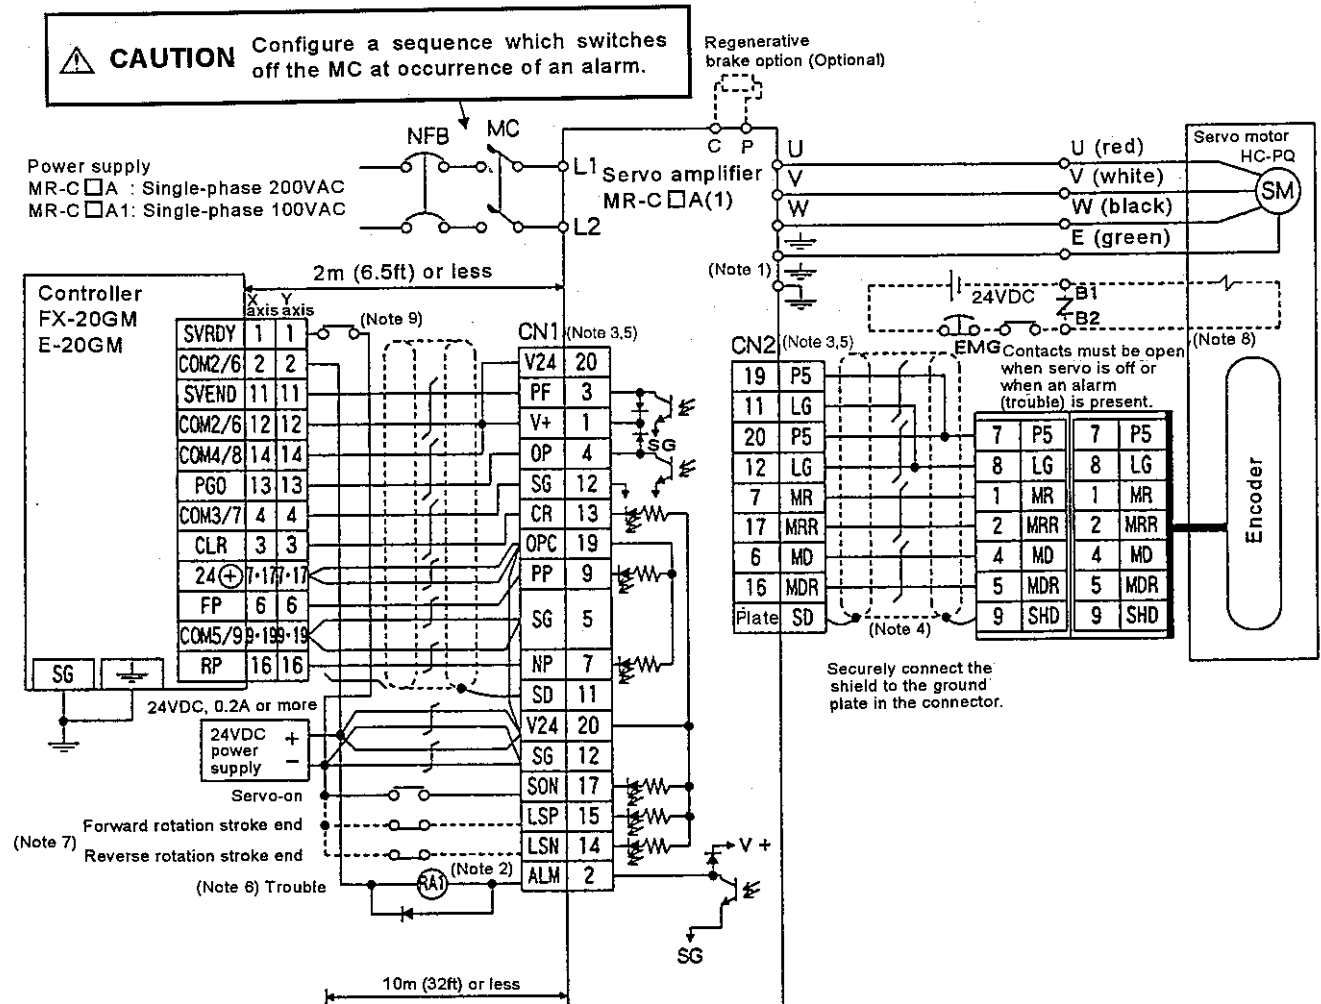 CAUTION Configure a sequence which switches
off the MC at occurrence of an alarm.
Regenerative
brake option (Optional)
NFB
MC
C P
Power supply
MR-C□A : Single-phase 200VAC
MR-C□A1: Single-phase 100VAC
L1
L2
Servo amplifier
MR-C□A(1)
U
V
W
U (red)
V (white)
W (black)
E (green)
Servo motor
HC-PQ
SM
(Note 1)
2m (6.5ft) or less
Controller
FX-20GM
E-20GM
X axis
Y axis
SVRDY 1 1
COM2/6 2 2
SVEND 11 11
COM2/6 12 12
COM4/8 14 14
PG0 13 13
COM3/7 4 4
CLR 3 3
24+ 7·17 7·17
FP 6 6
COM5/9 9·19 9·19
RP 16 16
SG
(Note 9)
CN1 (Note 3,5)
V24 20
PF 3
V+ 1
OP 4
SG 12
CR 13
OPC 19
PP 9
SG 5
NP 7
SD 11
V24 20
SG 12
SON 17
LSP 15
LSN 14
ALM 2
SG
24VDC, 0.2A or more
24VDC +
power
supply −
Servo-on
Forward rotation stroke end
(Note 7)
Reverse rotation stroke end
(Note 6) Trouble
RA1
(Note 2)
V +
SG
10m (32ft) or less
24VDC
B1
B2
EMG
(Note 8)
Contacts must be open
when servo is off or
when an alarm
(trouble) is present.
CN2 (Note 3,5)
19 P5
11 LG
20 P5
12 LG
7 MR
17 MRR
6 MD
16 MDR
Plate SD
(Note 4)
7 P5 7 P5
8 LG 8 LG
1 MR 1 MR
2 MRR 2 MRR
4 MD 4 MD
5 MDR 5 MDR
9 SHD 9 SHD
Encoder
Securely connect the
shield to the ground
plate in the connector.